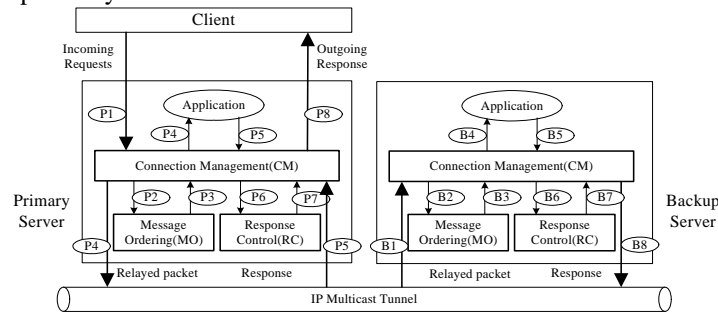 Client
Incoming
Requests
Outgoing
Response
P1
P8
Application
P4
P5
Connection Management(CM)
P2
P3
P6
P7
Message
Ordering(MO)
Response
Control(RC)
Primary
Server
P4
P5
Relayed packet
Response
Application
B4
B5
Connection Management(CM)
B2
B3
B6
B7
Message
Ordering(MO)
Response
Control(RC)
Backup
Server
B1
B8
Relayed packet
Response
IP Multicast Tunnel